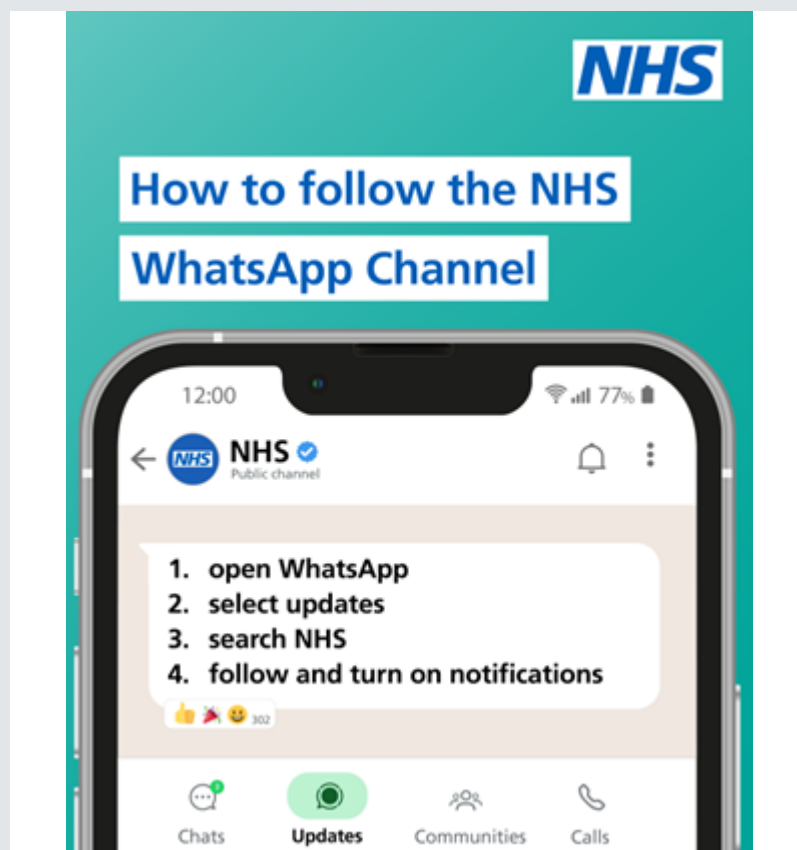 NHS
How to follow the NHS
WhatsApp Channel
12:00 77%
NHS NHS
Public channel
1. open WhatsApp
2. select updates
3. search NHS
4. follow and turn on notifications
302
Chats Updates Communities Calls